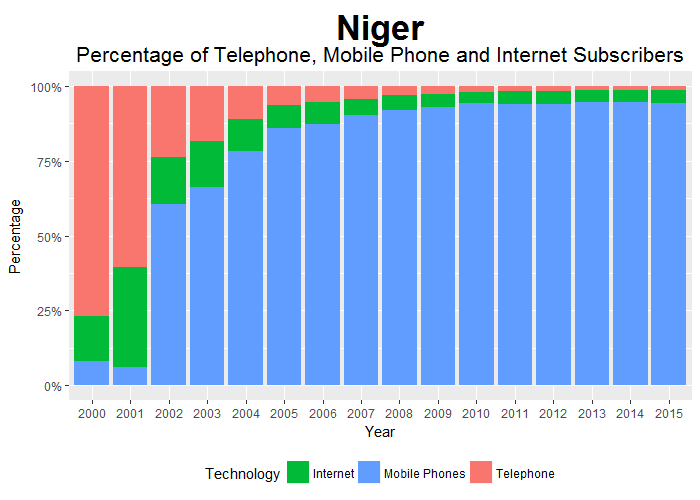 Niger
Percentage of Telephone, Mobile Phone and Internet Subscribers
100%
75%
50%
25%
0%
Percentage
2000 2001 2002 2003 2004 2005 2006 2007 2008 2009 2010 2011 2012 2013 2014 2015
Year
Technology Internet Mobile Phones Telephone